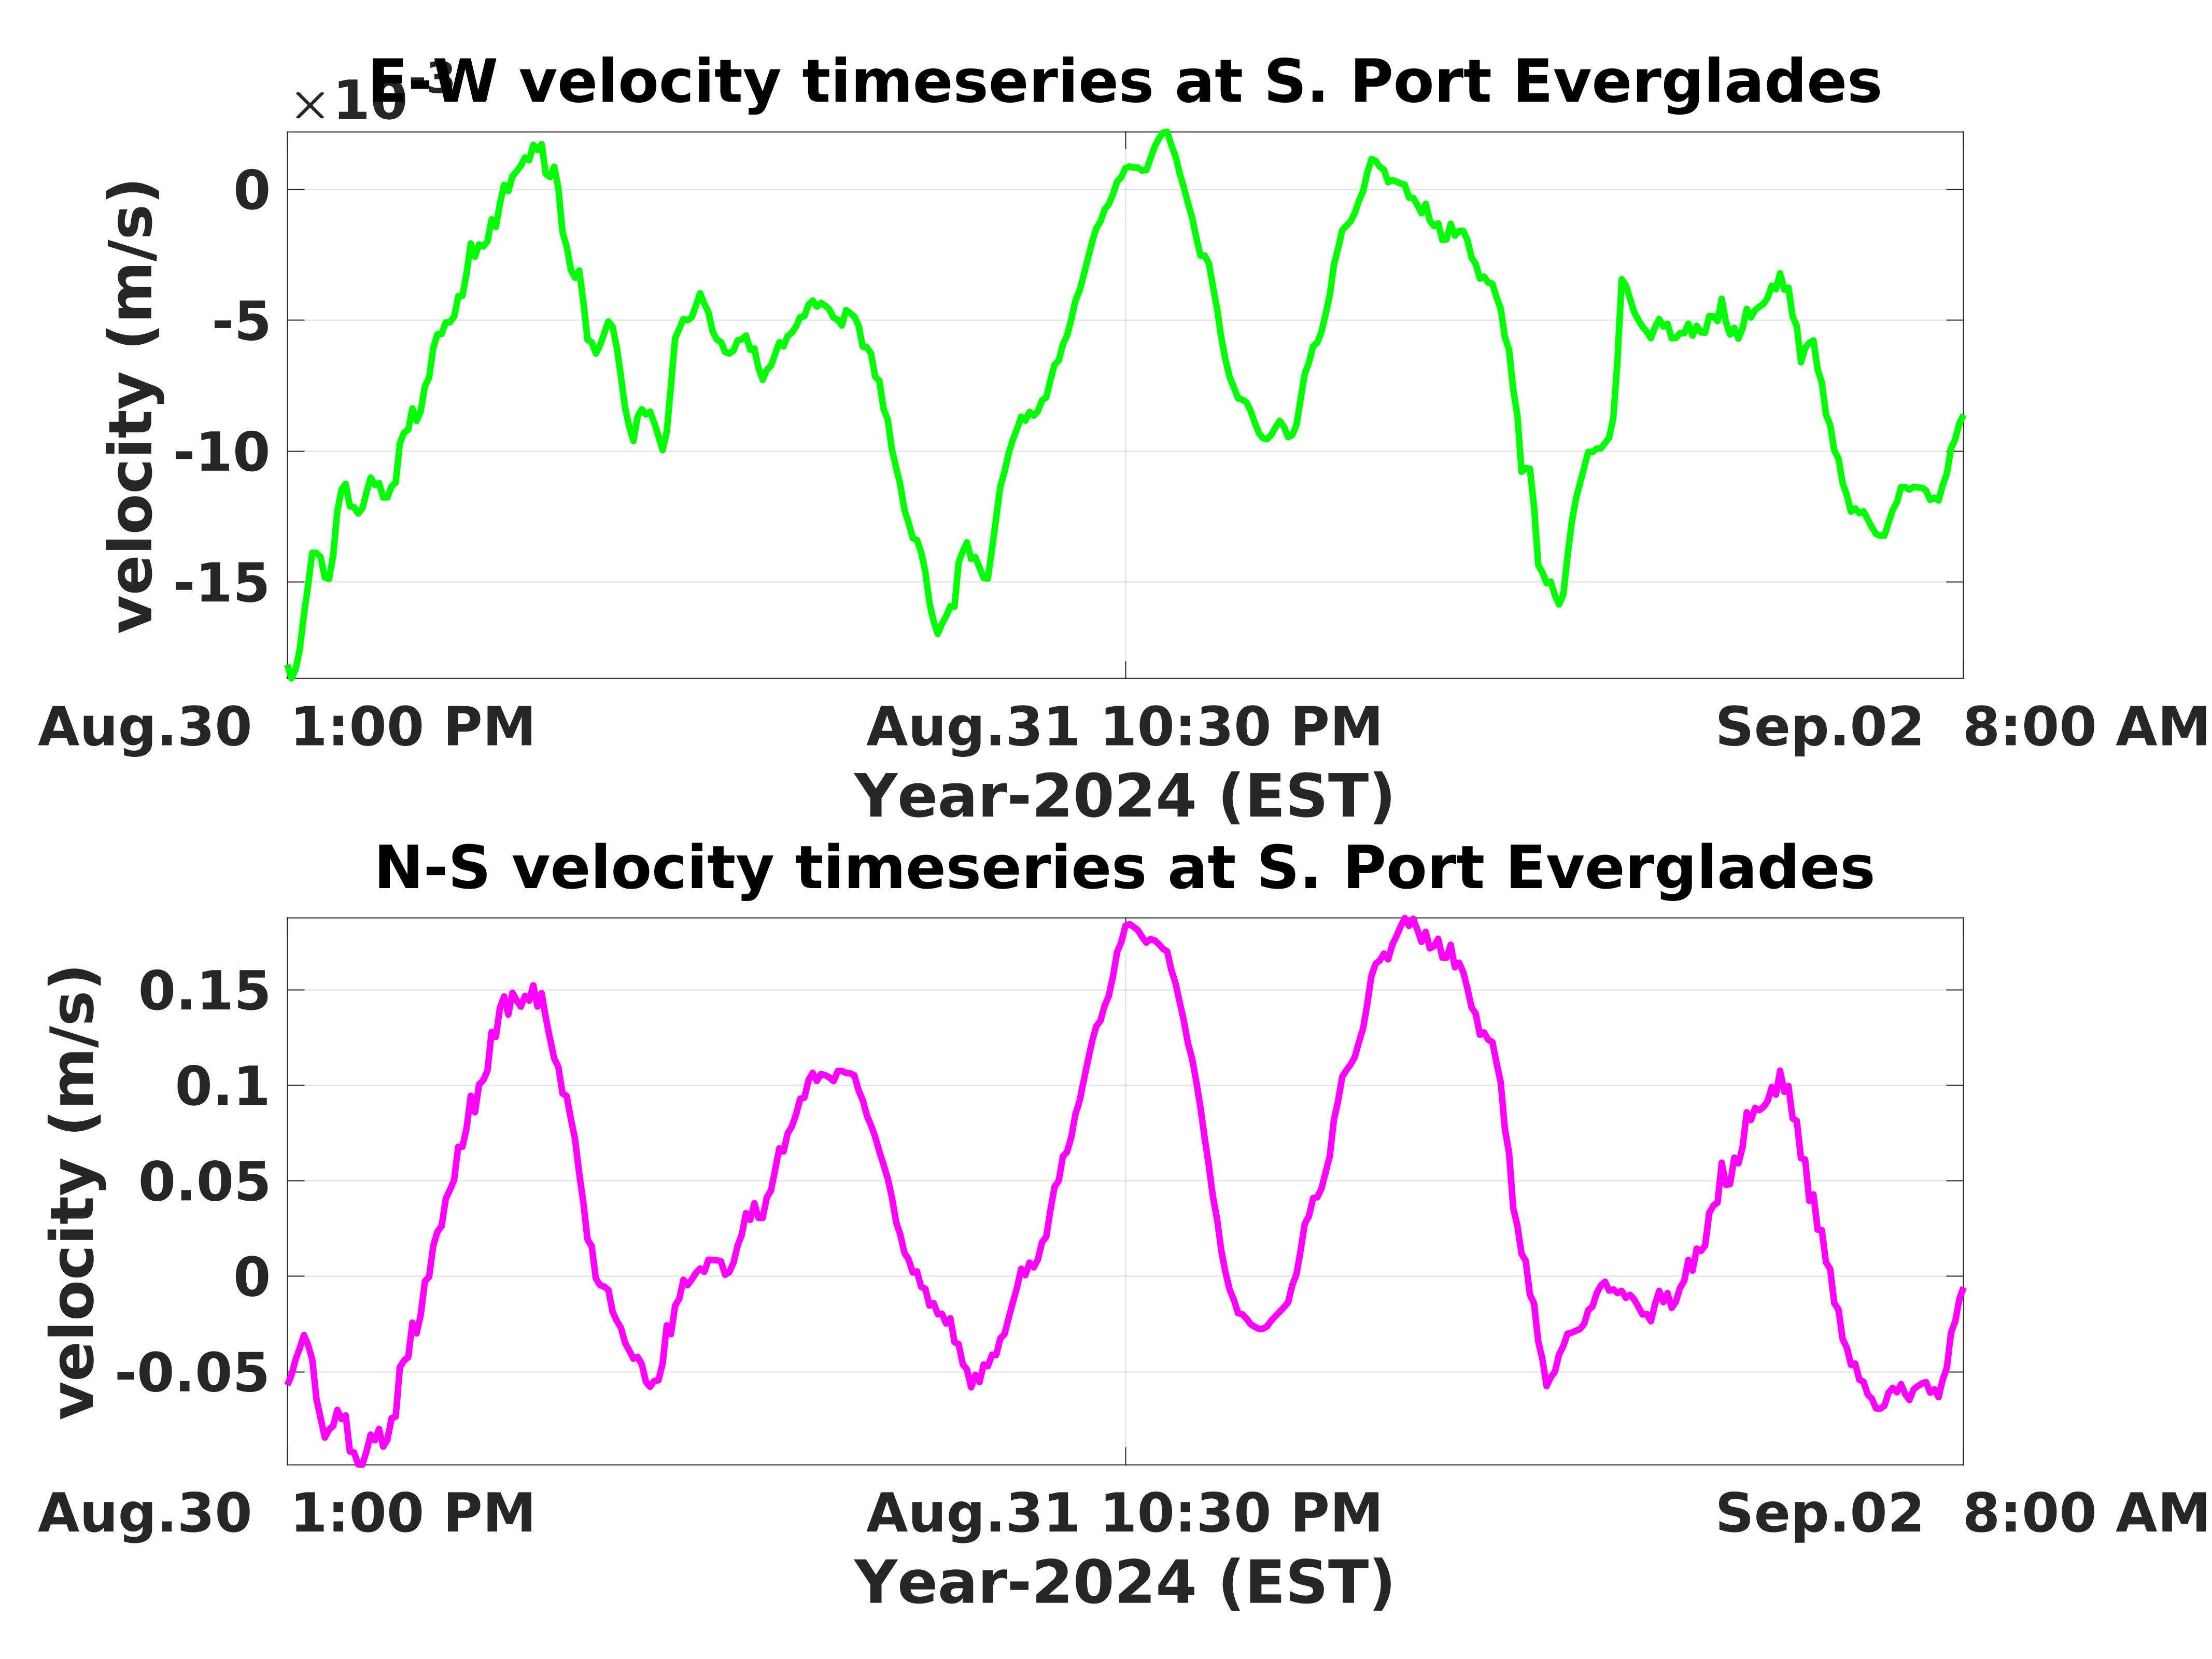 E-W velocity timeseries at S. Port Everglades
× 10-3
velocity (m/s)
0
-5
-10
-15
Aug.30 1:00 PM
Aug.31 10:30 PM
Sep.02 8:00 AM
Year-2024 (EST)
N-S velocity timeseries at S. Port Everglades
velocity (m/s)
0.15
0.1
0.05
0
-0.05
Aug.30 1:00 PM
Aug.31 10:30 PM
Sep.02 8:00 AM
Year-2024 (EST)